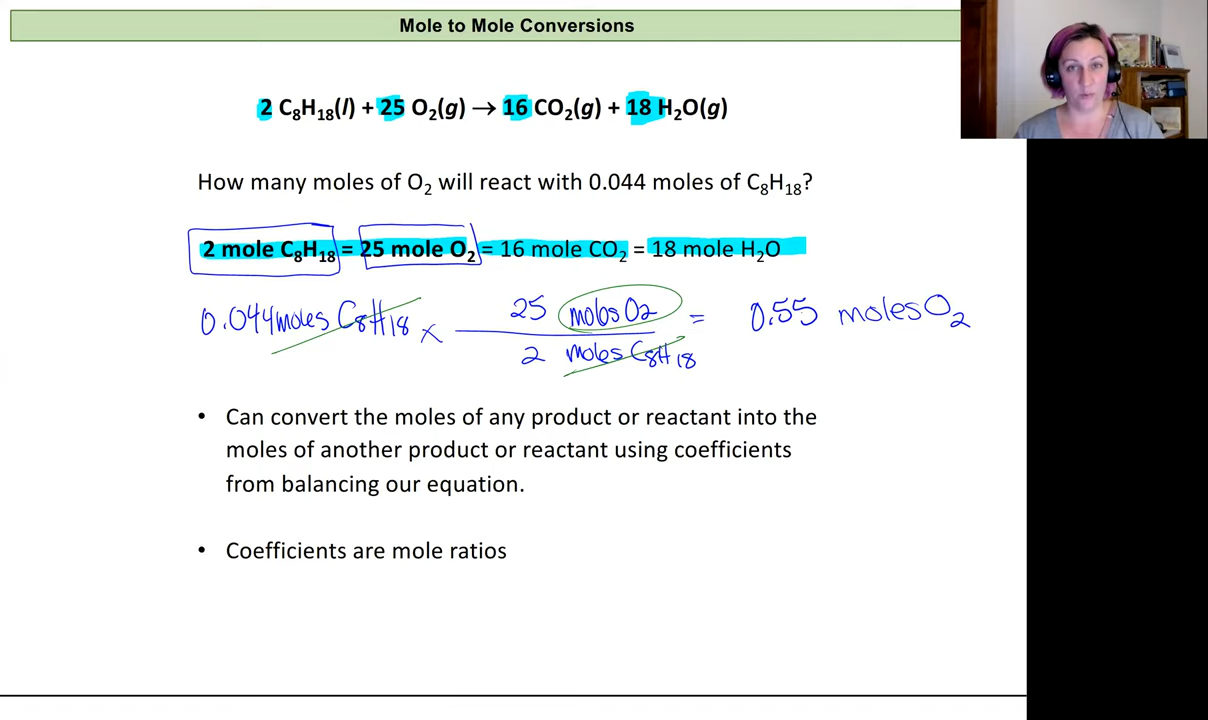 Mole to Mole Conversions
2 C₈H₁₈(l) + 25 O₂(g) → 16 CO₂(g) + 18 H₂O(g)
How many moles of O₂ will react with 0.044 moles of C₈H₁₈?
2 mole C₈H₁₈ = 25 mole O₂ = 16 mole CO₂ = 18 mole H₂O
0.044 moles C₈H₁₈ × 25 moles O₂ = 0.55 moles O₂
2 moles C₈H₁₈
• Can convert the moles of any product or reactant into the
moles of another product or reactant using coefficients
from balancing our equation.
• Coefficients are mole ratios